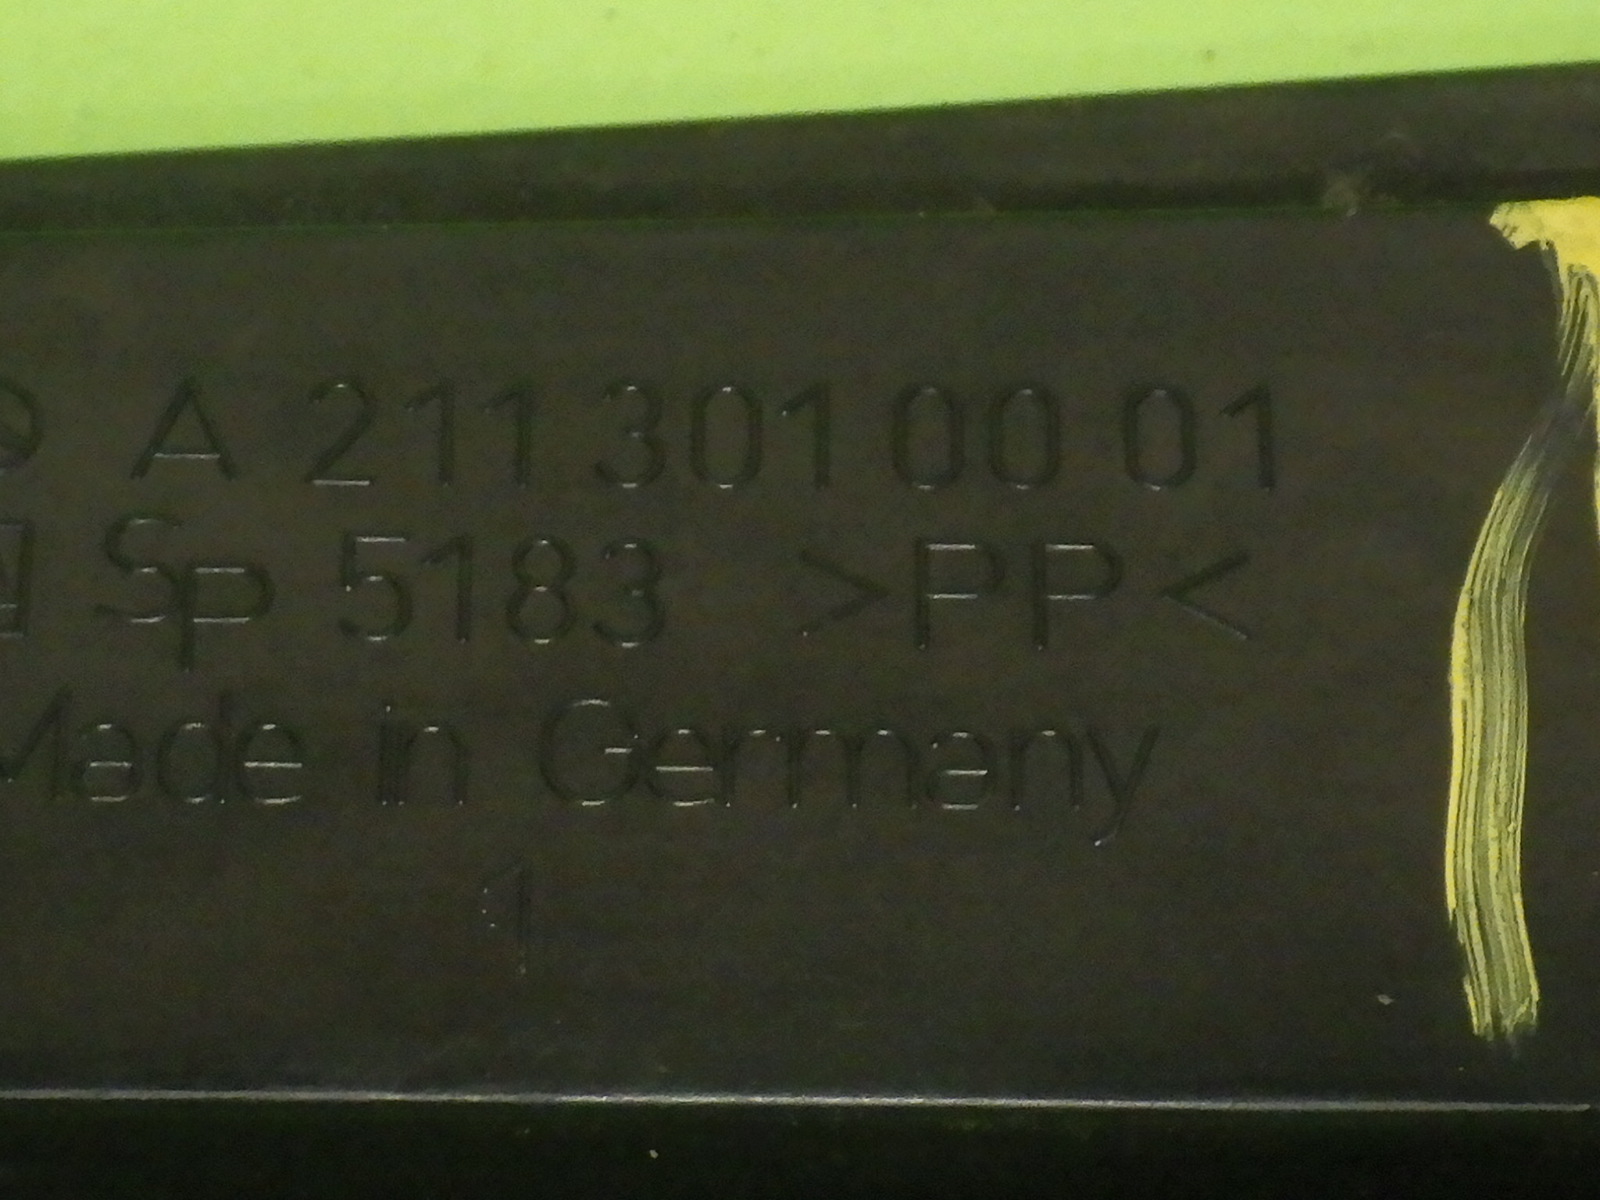 A 211 301 00 01
Sp 5183 >PP<
Made in Germany
1